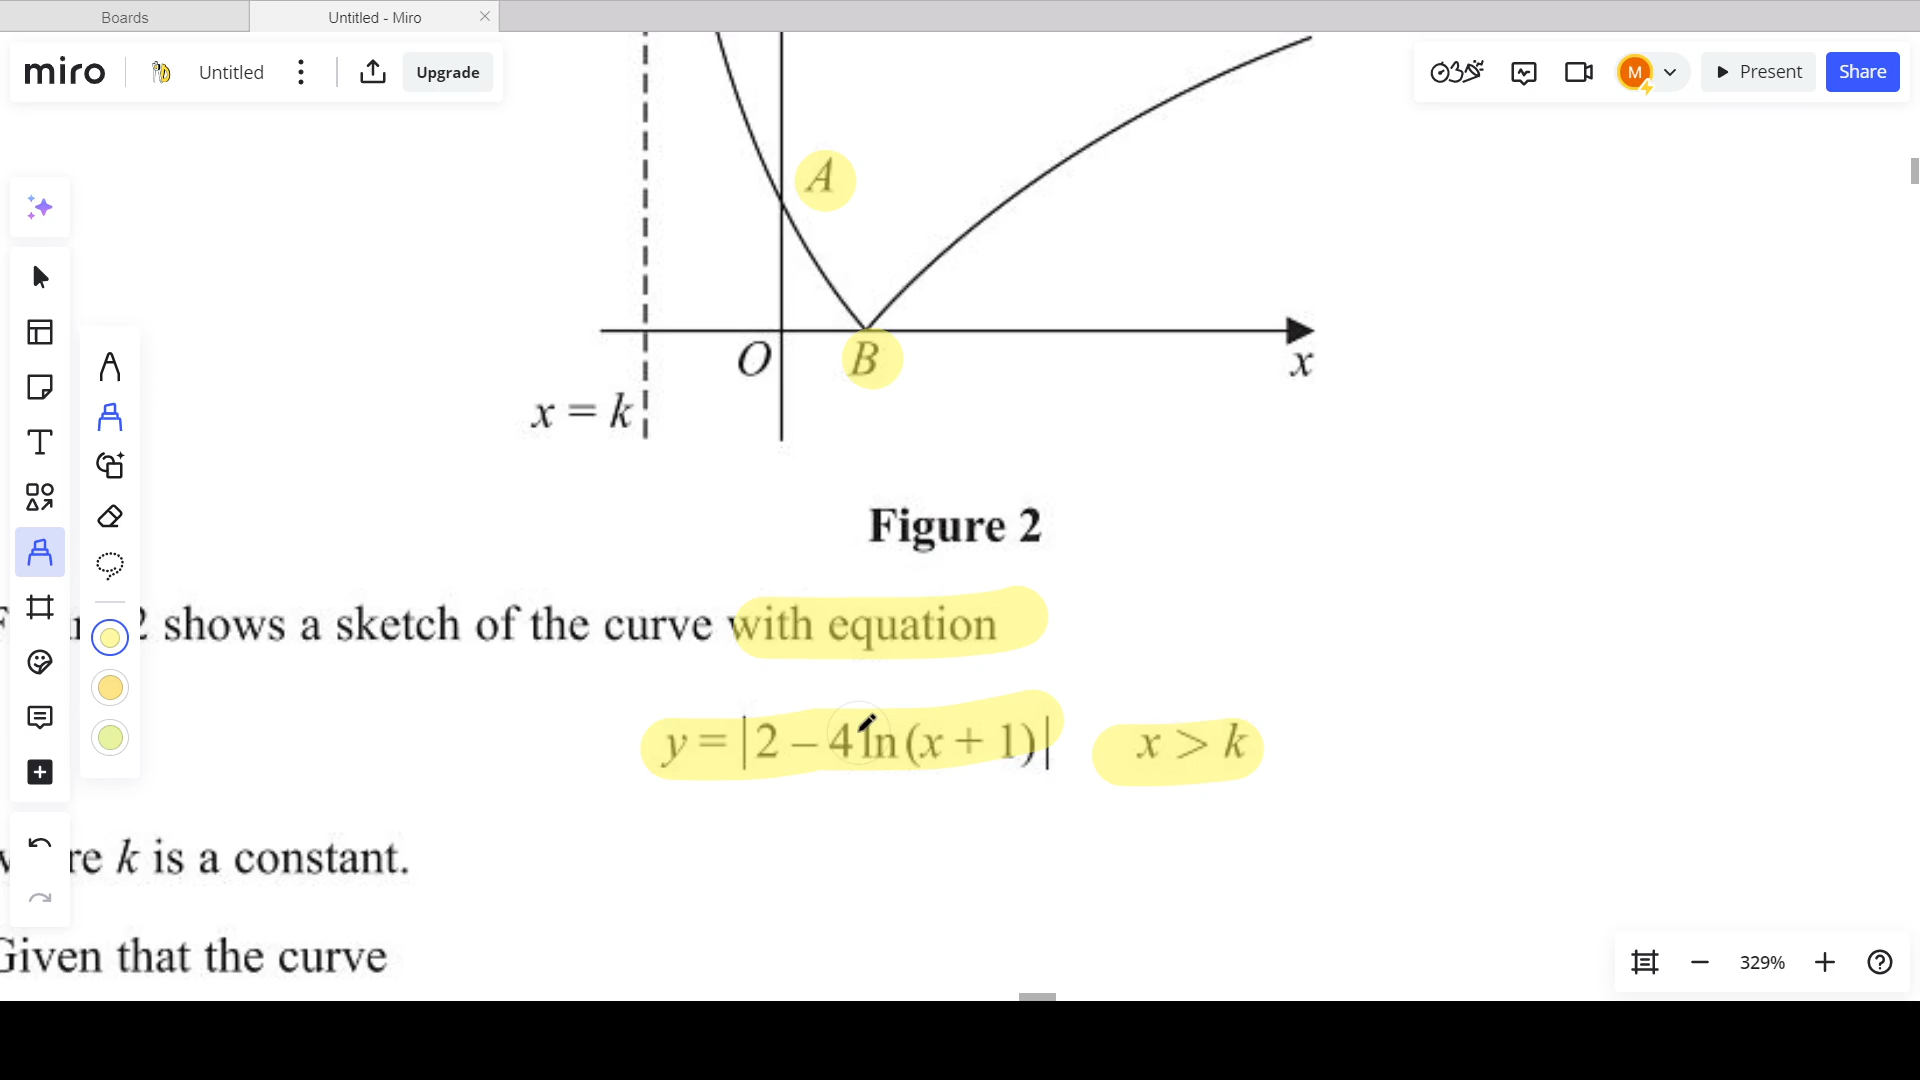 Boards
Untitled - Miro
miro
Untitled
Upgrade
M
Present
Share
A
O
B
x
x = k
Figure 2
2 shows a sketch of the curve with equation
y = |2 – 4 ln(x + 1)| x > k
re k is a constant.
Given that the curve
329%